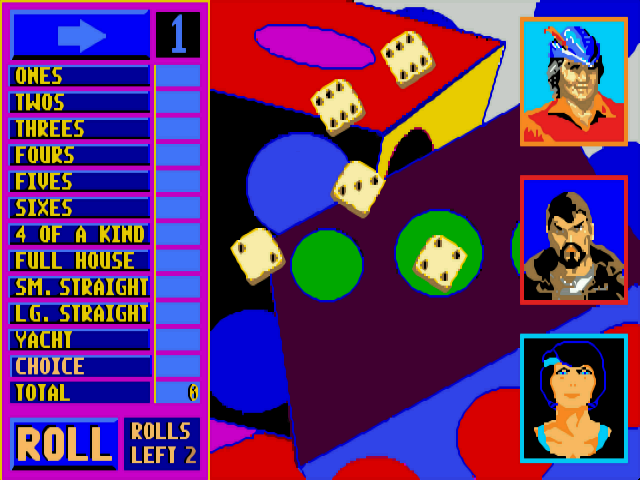 1
ONES
TWOS
THREES
FOURS
FIVES
SIXES
4 OF A KIND
FULL HOUSE
SM. STRAIGHT
LG. STRAIGHT
YACHT
CHOICE
TOTAL 0
ROLL
ROLLS
LEFT 2